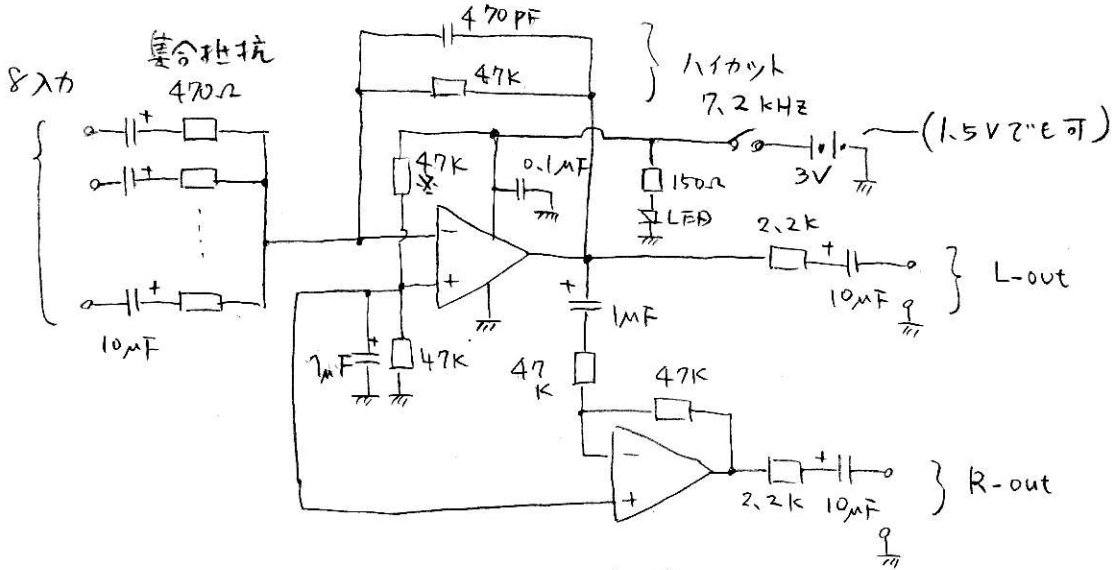 8入力
集合抵抗
470Ω
10μF
470PF
47K
ハイカット
7.2KHz
47K
※
0.1μF
150Ω
LED
3V
(1.5Vでも可)
2.2K
10μF
L-out
1μF
47K
1μF
47
K
47K
2.2K
10μF
R-out